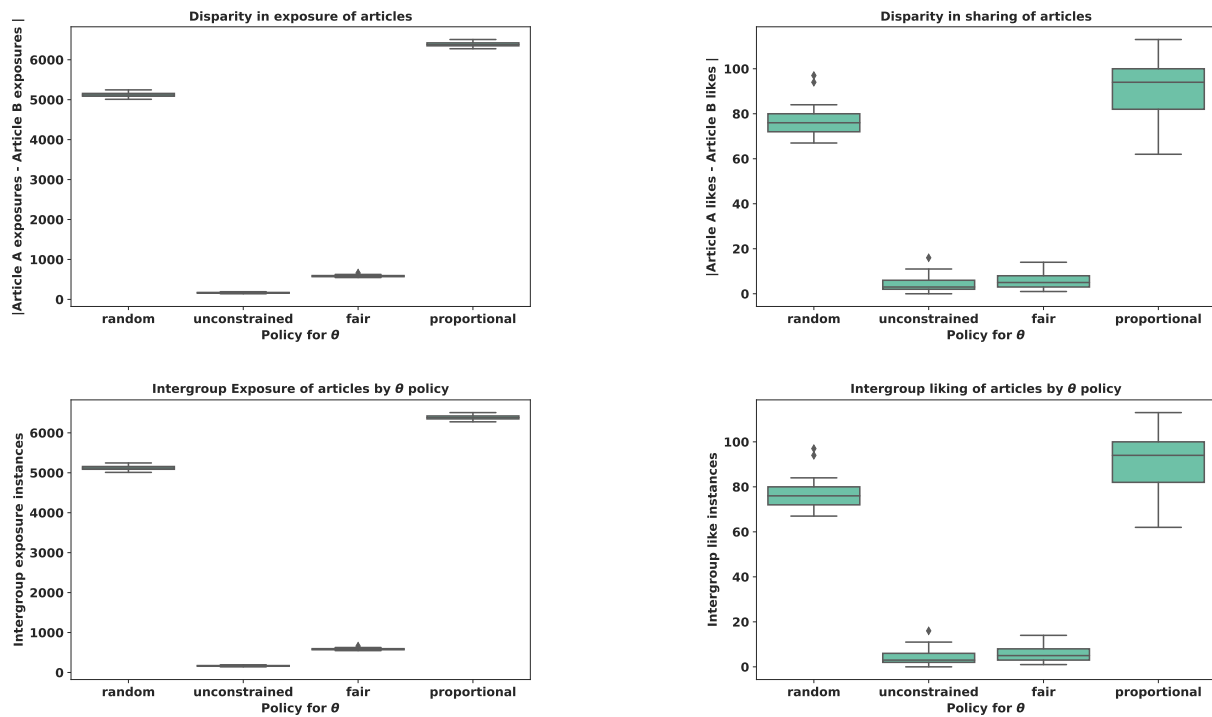 Disparity in exposure of articles
|Article A exposures - Article B exposures |
6000
5000
4000
3000
2000
1000
0
random unconstrained fair proportional
Policy for θ
Disparity in sharing of articles
|Article A likes - Article B likes |
100
80
60
40
20
0
random unconstrained fair proportional
Policy for θ
Intergroup Exposure of articles by θ policy
Intergroup exposure instances
6000
5000
4000
3000
2000
1000
0
random unconstrained fair proportional
Policy for θ
Intergroup liking of articles by θ policy
Intergroup like instances
100
80
60
40
20
0
random unconstrained fair proportional
Policy for θ